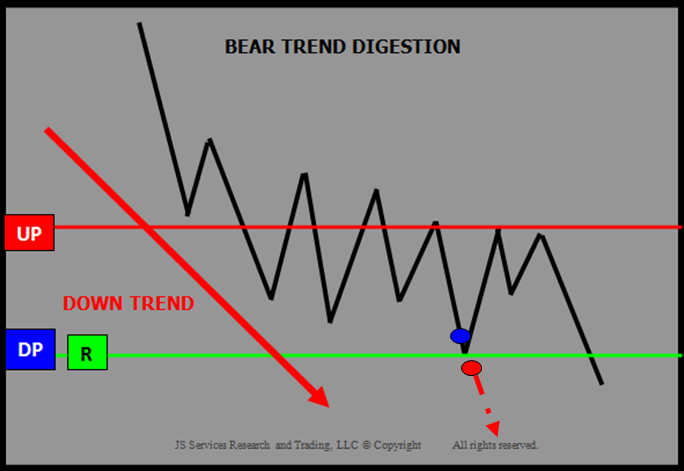 BEAR TREND DIGESTION
UP
DOWN TREND
DP R
JS Services Research and Trading, LLC © Copyright All rights reserved.